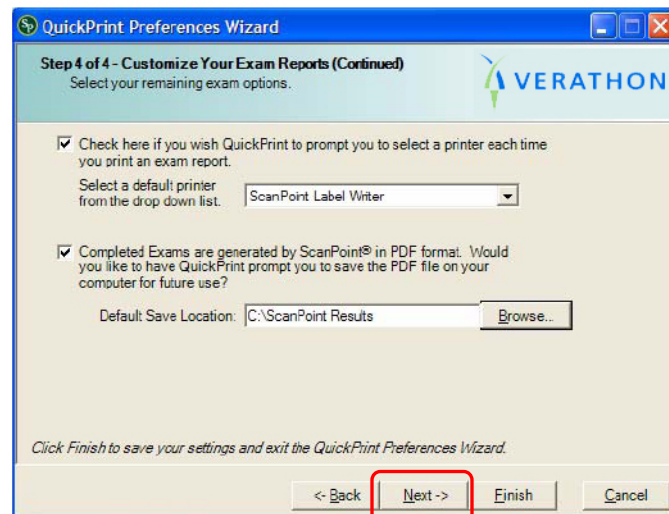 QuickPrint Preferences Wizard
Step 4 of 4 - Customize Your Exam Reports (Continued)
Select your remaining exam options.
VERATHON
Check here if you wish QuickPrint to prompt you to select a printer each time
you print an exam report.
Select a default printer
from the drop down list.
ScanPoint Label Writer
Completed Exams are generated by ScanPoint® in PDF format. Would
you like to have QuickPrint prompt you to save the PDF file on your
computer for future use?
Default Save Location: C:\ScanPoint Results Browse...
Click Finish to save your settings and exit the QuickPrint Preferences Wizard.
<- Back Next -> Finish Cancel